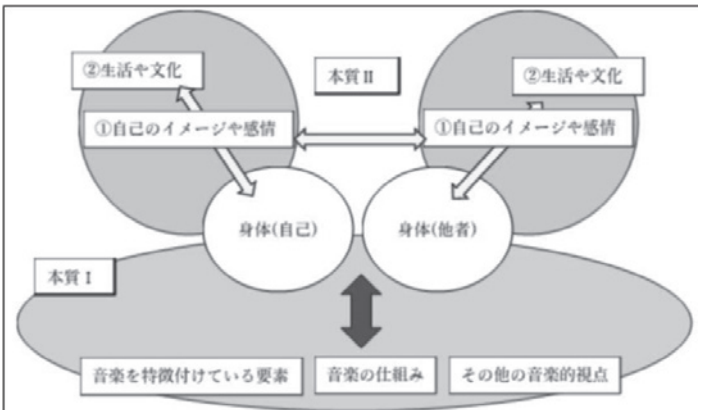 ②生活や文化
本質Ⅱ
②生活や文化
①自己のイメージや感情
①自己のイメージや感情
身体(自己)
身体(他者)
本質Ⅰ
音楽を特徴付けている要素
音楽の仕組み
その他の音楽的視点